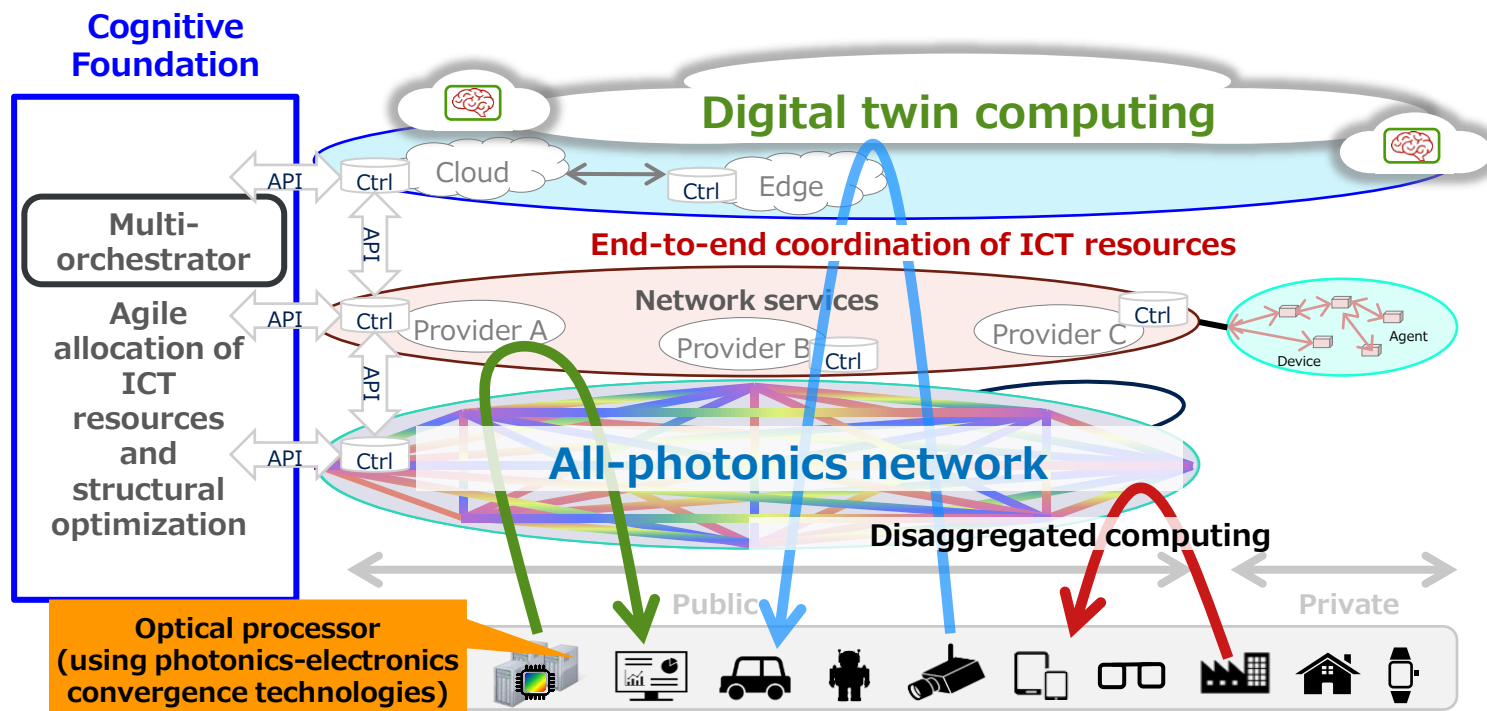 Cognitive
Foundation
Digital twin computing
API
Ctrl
Cloud
Ctrl
Edge
Multi-
orchestrator
API
End-to-end coordination of ICT resources
Network services
API
Ctrl
Provider A
Provider B
Ctrl
Provider C
Ctrl
Device
Agent
Agile
allocation of
ICT
resources
and
structural
optimization
API
API
Ctrl
All-photonics network
Disaggregated computing
Public
Private
Optical processor
(using photonics-electronics
convergence technologies)